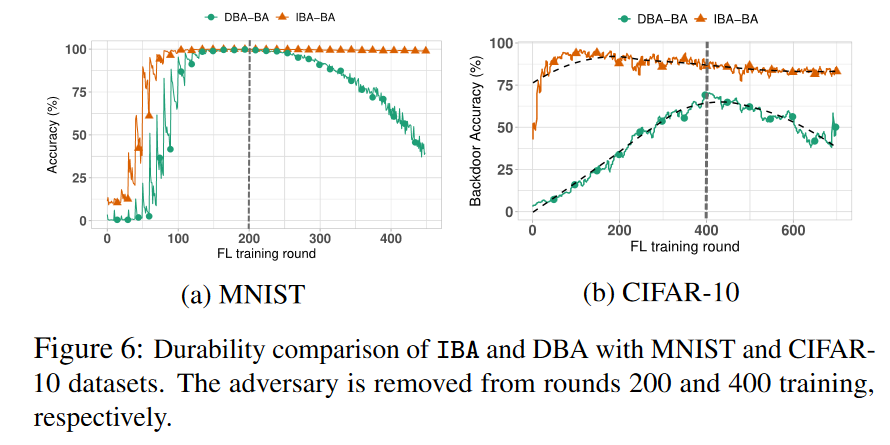 DBA-BA IBA-BA
100
75
50
25
0
Accuracy (%)
0 100 200 300 400
FL training round
(a) MNIST
DBA-BA IBA-BA
100
75
50
25
0
Backdoor Accuracy (%)
0 200 400 600
FL training round
(b) CIFAR-10
Figure 6: Durability comparison of IBA and DBA with MNIST and CIFAR-
10 datasets. The adversary is removed from rounds 200 and 400 training,
respectively.